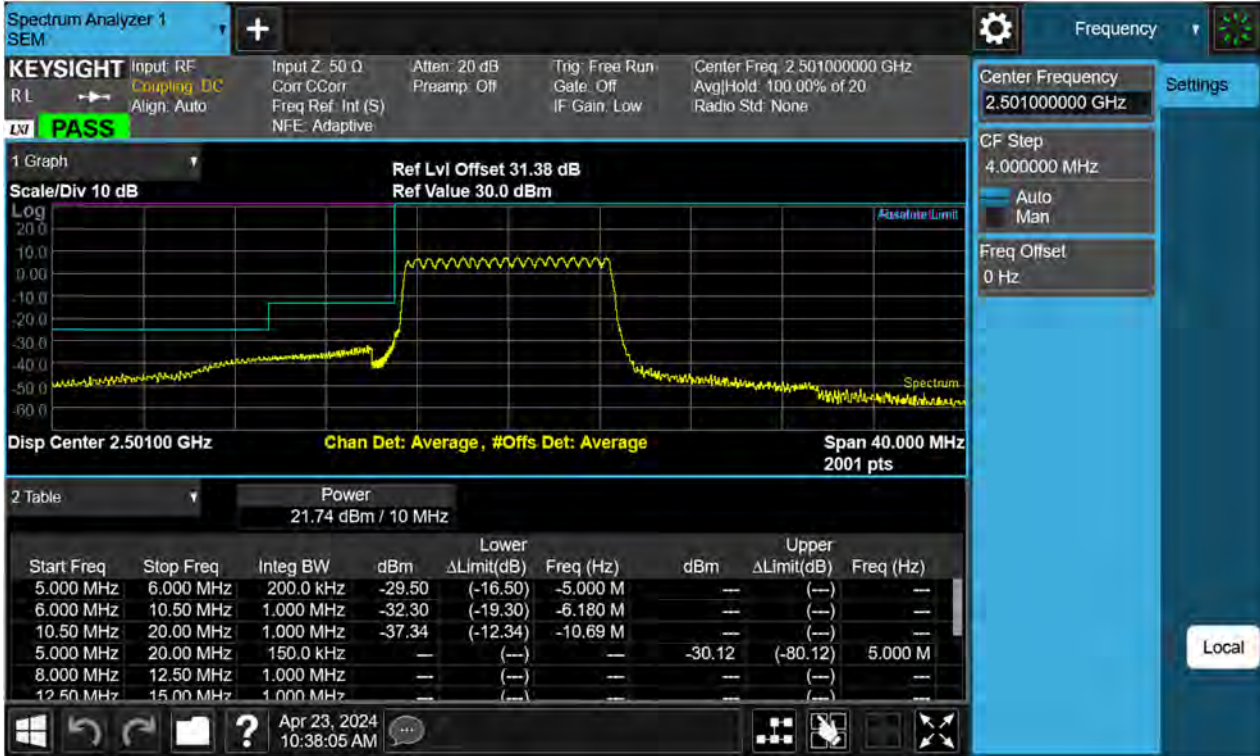 Spectrum Analyzer 1
SEM
+
Frequency
KEYSIGHT
RL
LXI
PASS
Input: RF
Coupling: DC
Align: Auto
Input Z: 50 Ω
Corr CCorr
Freq Ref: Int (S)
NFE: Adaptive
Atten: 20 dB
Preamp: Off
Trig: Free Run
Gate: Off
IF Gain: Low
Center Freq: 2.501000000 GHz
Avg|Hold: 100.00% of 20
Radio Std: None
Center Frequency
2.501000000 GHz
Settings
CF Step
4.000000 MHz
Auto
Man
Freq Offset
0 Hz
1 Graph
Scale/Div 10 dB
Ref Lvl Offset 31.38 dB
Ref Value 30.0 dBm
Log
Absolute Limit
20.0
10.0
0.00
-10.0
-20.0
-30.0
-40.0
-50.0
-60.0
Spectrum
Disp Center 2.50100 GHz
Chan Det: Average, #Offs Det: Average
Span 40.000 MHz
2001 pts
2 Table
Power
21.74 dBm / 10 MHz
Lower Upper
Start Freq Stop Freq Integ BW dBm ΔLimit(dB) Freq (Hz) dBm ΔLimit(dB) Freq (Hz)
5.000 MHz 6.000 MHz 200.0 kHz -29.50 (-16.50) -5.000 M --- (---) ---
6.000 MHz 10.50 MHz 1.000 MHz -32.30 (-19.30) -6.180 M --- (---) ---
10.50 MHz 20.00 MHz 1.000 MHz -37.34 (-12.34) -10.69 M --- (---) ---
5.000 MHz 20.00 MHz 150.0 kHz --- (---) --- -30.12 (-80.12) 5.000 M
8.000 MHz 12.50 MHz 1.000 MHz --- (---) --- --- (---) ---
12.50 MHz 15.00 MHz 1.000 MHz --- (---) --- --- (---) ---
Local
?
Apr 23, 2024
10:38:05 AM